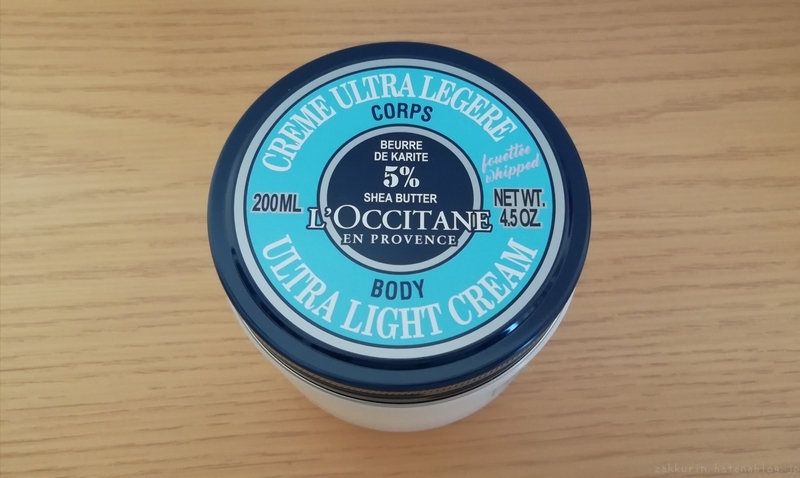 CREME ULTRA LEGERE
CORPS
fouettée
whipped
BEURRE
DE KARITE
5%
SHEA BUTTER
200ML
NET WT.
4.5 OZ.
L'OCCITANE
EN PROVENCE
BODY
ULTRA LIGHT CREAM